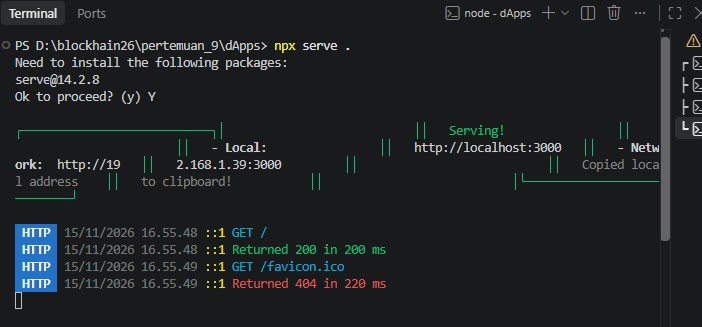 Terminal Ports
node - dApps
PS D:\blockhain26\pertemuan_9\dApps> npx serve .
Need to install the following packages:
serve@14.2.8
Ok to proceed? (y) Y
Serving!
- Local: http://localhost:3000 - Netw
ork: http://19 2.168.1.39:3000 Copied loca
l address to clipboard!
HTTP 15/11/2026 16.55.48 ::1 GET /
HTTP 15/11/2026 16.55.48 ::1 Returned 200 in 200 ms
HTTP 15/11/2026 16.55.49 ::1 GET /favicon.ico
HTTP 15/11/2026 16.55.49 ::1 Returned 404 in 220 ms